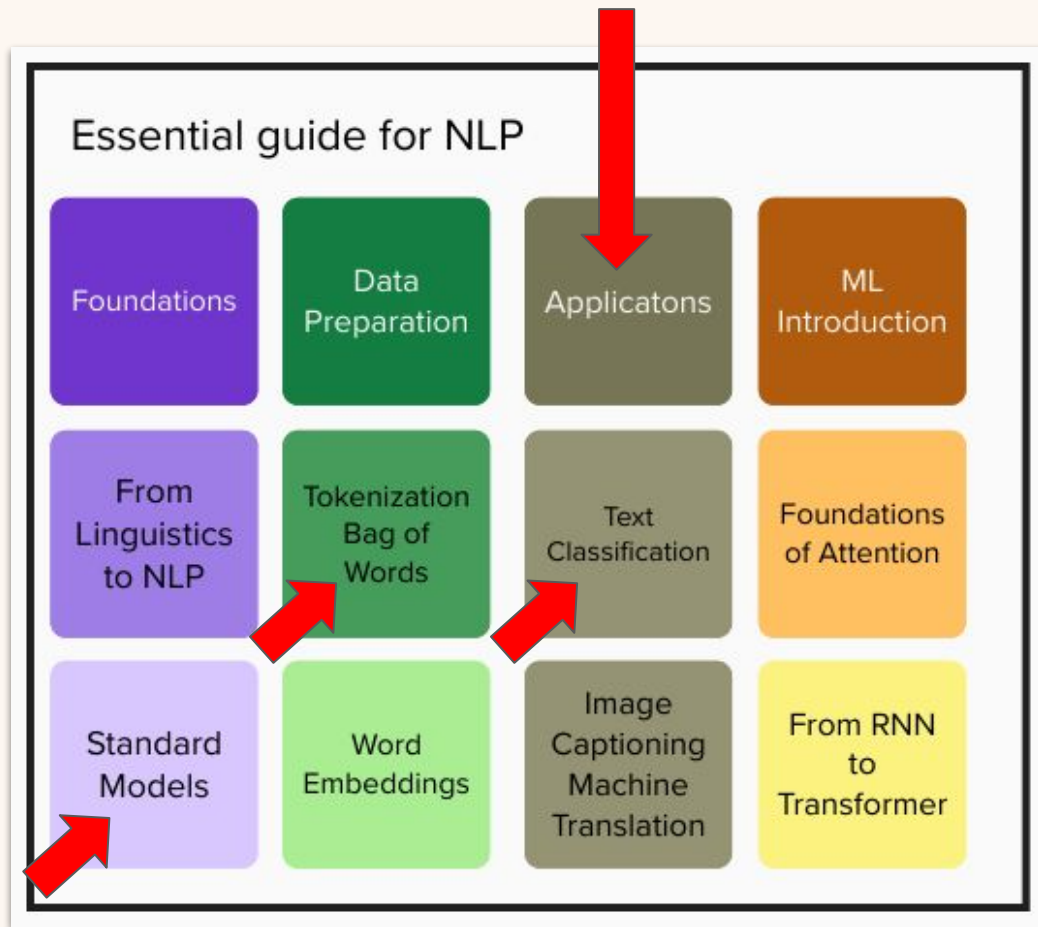 Essential guide for NLP
Foundations
Data
Preparation
Applicatons
ML
Introduction
From
Linguistics
to NLP
Tokenization
Bag of
Words
Text
Classification
Foundations
of Attention
Standard
Models
Word
Embeddings
Image
Captioning
Machine
Translation
From RNN
to
Transformer